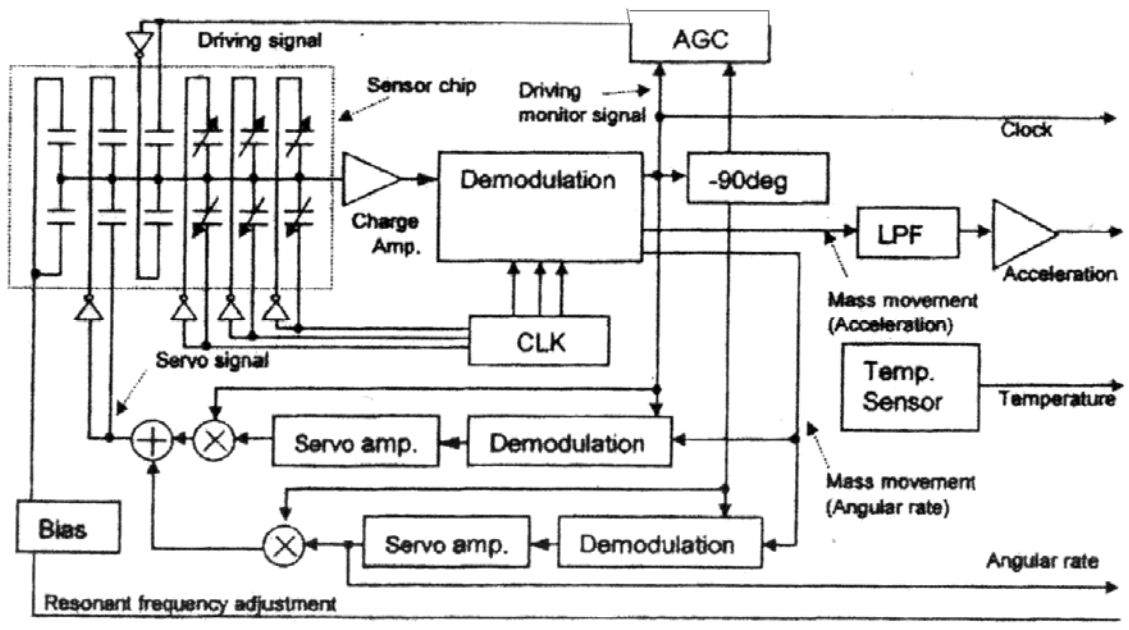 Driving signal
AGC
Sensor chip
Driving
monitor signal
Clock
Demodulation
-90deg
Charge
Amp.
LPF
Acceleration
Mass movement
(Acceleration)
CLK
Servo signal
Temp.
Sensor
Temperature
Servo amp.
Demodulation
Mass movement
(Angular rate)
Bias
Servo amp.
Demodulation
Angular rate
Resonant frequency adjustment